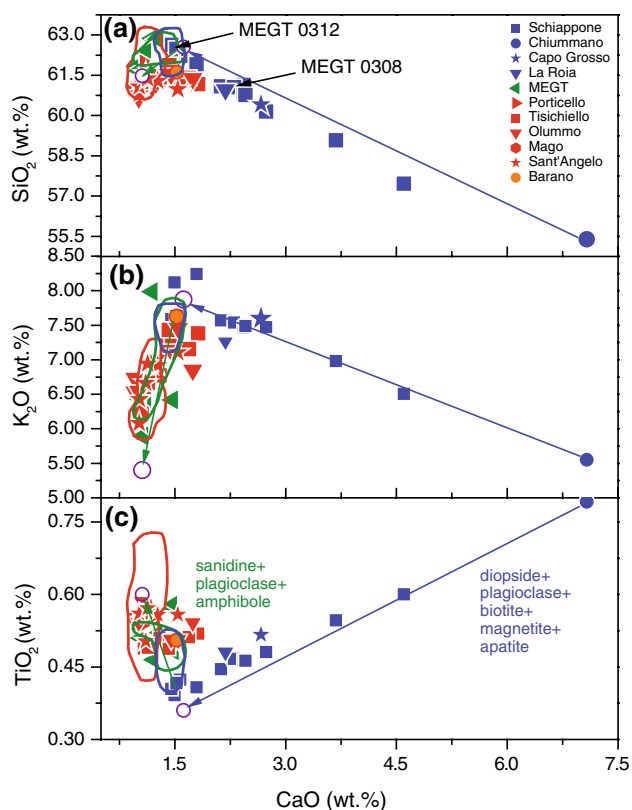 (a)
MEGT 0312
MEGT 0308
Schiappone
Chiummano
Capo Grosso
La Roia
MEGT
Porticello
Tisichiello
Olummo
Mago
Sant'Angelo
Barano
63.0
61.5
60.0
58.5
57.0
55.5
SiO2 (wt.%)
(b)
8.50
8.00
7.50
7.00
6.50
6.00
5.50
5.00
K2O (wt.%)
(c)
sanidine+
plagioclase+
amphibole
diopside+
plagioclase+
biotite+
magnetite+
apatite
0.75
0.60
0.45
0.30
TiO2 (wt.%)
1.5 3.0 4.5 6.0 7.5
CaO (wt.%)